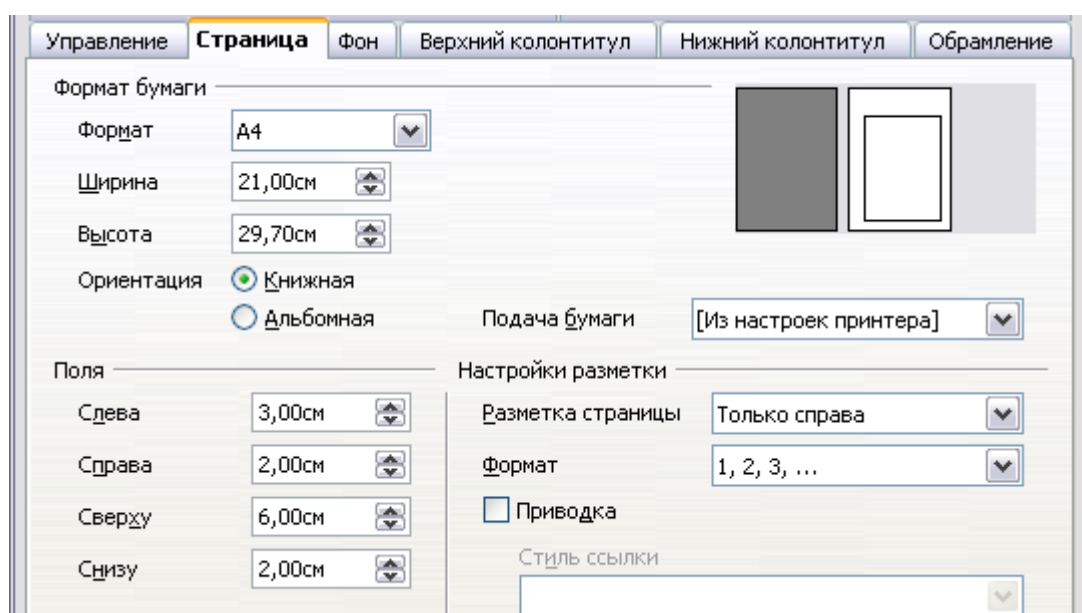 Управление Страница Фон Верхний колонтитул Нижний колонтитул Обрамление
Формат бумаги
Формат A4
Ширина 21,00см
Высота 29,70см
Ориентация Книжная
Альбомная Подача бумаги [Из настроек принтера]
Поля Настройки разметки
Слева 3,00см Разметка страницы Только справа
Справа 2,00см Формат 1, 2, 3, ...
Сверху 6,00см Приводка
Снизу 2,00см Стиль ссылки